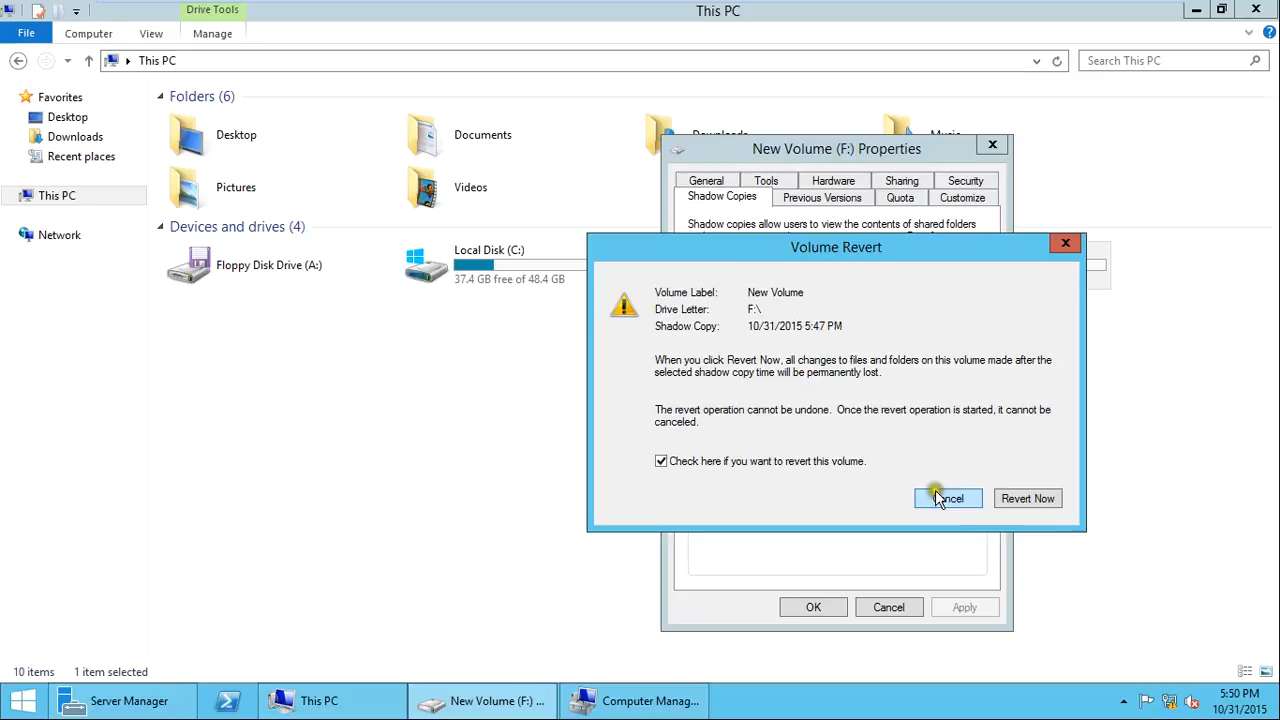 Drive Tools
This PC
File
Computer
View
Manage
This PC
Search This PC
Favorites
Desktop
Downloads
Recent places
This PC
Network
Folders (6)
Desktop
Documents
Pictures
Videos
Devices and drives (4)
Floppy Disk Drive (A:)
Local Disk (C:)
37.4 GB free of 48.4 GB
New Volume (F:) Properties
General
Tools
Hardware
Sharing
Security
Shadow Copies
Previous Versions
Quota
Customize
Shadow copies allow users to view the contents of shared folders
Volume Revert
Volume Label: New Volume
Drive Letter: F:\
Shadow Copy: 10/31/2015 5:47 PM
When you click Revert Now, all changes to files and folders on this volume made after the
selected shadow copy time will be permanently lost.
The revert operation cannot be undone. Once the revert operation is started, it cannot be
canceled.
Check here if you want to revert this volume.
Revert Now
OK
Cancel
Apply
10 items
1 item selected
Server Manager
This PC
New Volume (F:) ...
Computer Manag...
5:50 PM
10/31/2015